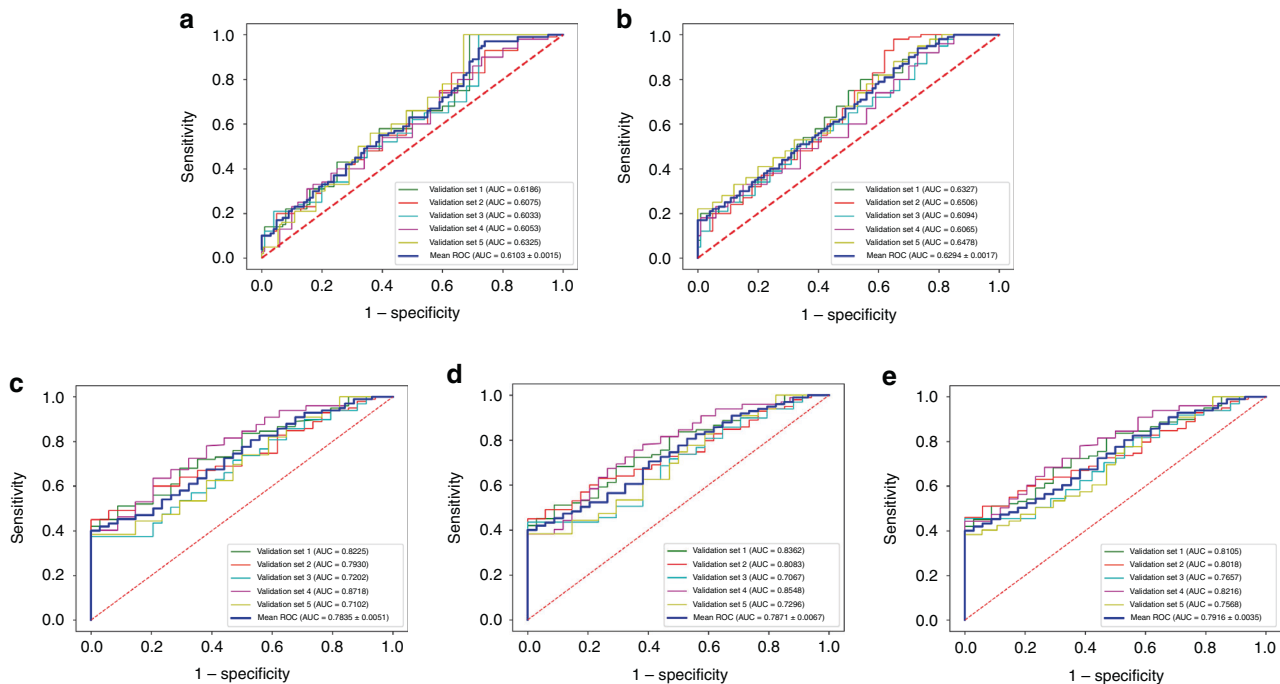 a
1.0
0.8
0.6
0.4
0.2
0.0
Sensitivity
Validation set 1 (AUC = 0.6186
Validation set 2 (AUC = 0.6075)
Validation set 3 (AUC = 0.6033)
Validation set 4 (AUC = 0.6053)
Validation set 5 (AUC = 0.6325)
Mean ROC (AUC = 0.6103 ± 0.0015)
0.0 0.2 0.4 0.6 0.8 1.0
1 – specificity
b
1.0
0.8
0.6
0.4
0.2
0.0
Sensitivity
Validation set 1 (AUC = 0.6327)
Validation set 2 (AUC = 0.6506)
Validation set 3 (AUC = 0.6094)
Validation set 4 (AUC = 0.6065)
Validation set 5 (AUC = 0.6478)
Mean ROC (AUC = 0.6294 ± 0.0017)
0.0 0.2 0.4 0.6 0.8 1.0
1 – specificity
c
1.0
0.8
0.6
0.4
0.2
0.0
Sensitivity
Validation set 1 (AUC = 0.8225)
Validation set 2 (AUC = 0.7930)
Validation set 3 (AUC = 0.7202)
Validation set 4 (AUC = 0.8718)
Validation set 5 (AUC = 0.7102)
Mean ROC (AUC = 0.7835 ± 0.0051)
0.0 0.2 0.4 0.6 0.8 1.0
1 – specificity
d
1.0
0.8
0.6
0.4
0.2
0.0
Sensitivity
Validation set 1 (AUC = 0.8362)
Validation set 2 (AUC = 0.8083)
Validation set 3 (AUC = 0.7067)
Validation set 4 (AUC = 0.8548)
Validation set 5 (AUC = 0.7296)
Mean ROC (AUC = 0.7871 ± 0.0067)
0.0 0.2 0.4 0.6 0.8 1.0
1 – specificity
e
1.0
0.8
0.6
0.4
0.2
0.0
Sensitivity
Validation set 1 (AUC = 0.8105)
Validation set 2 (AUC = 0.8018)
Validation set 3 (AUC = 0.7657)
Validation set 4 (AUC = 0.8216)
Validation set 5 (AUC = 0.7568)
Mean ROC (AUC = 0.7916 ± 0.0035)
0.0 0.2 0.4 0.6 0.8 1.0
1 – specificity